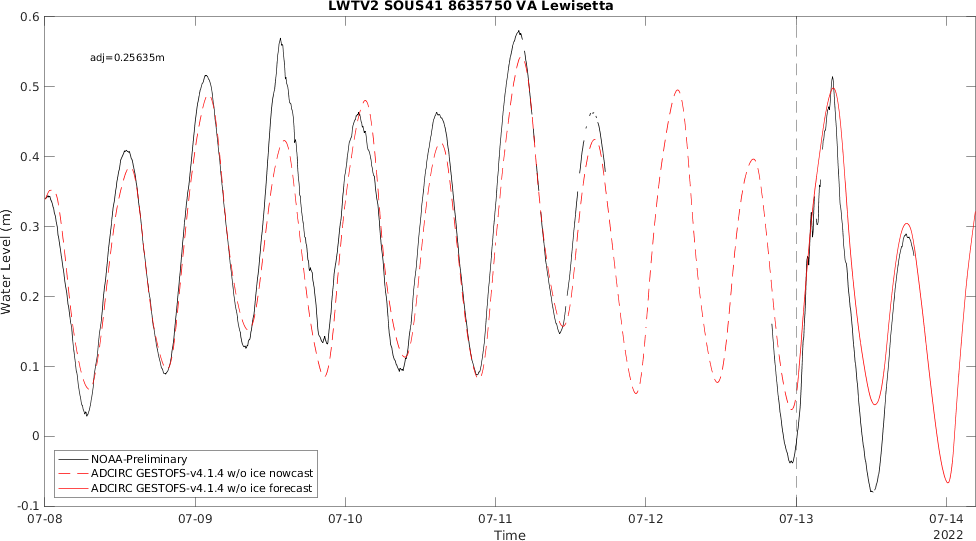 LWTV2 SOUS41 8635750 VA Lewisetta
adj=0.25635m
Water Level (m)
0.6
0.5
0.4
0.3
0.2
0.1
0
-0.1
NOAA-Preliminary
ADCIRC GESTOFS-v4.1.4 w/o ice nowcast
ADCIRC GESTOFS-v4.1.4 w/o ice forecast
07-08 07-09 07-10 07-11 07-12 07-13 07-14
Time 2022